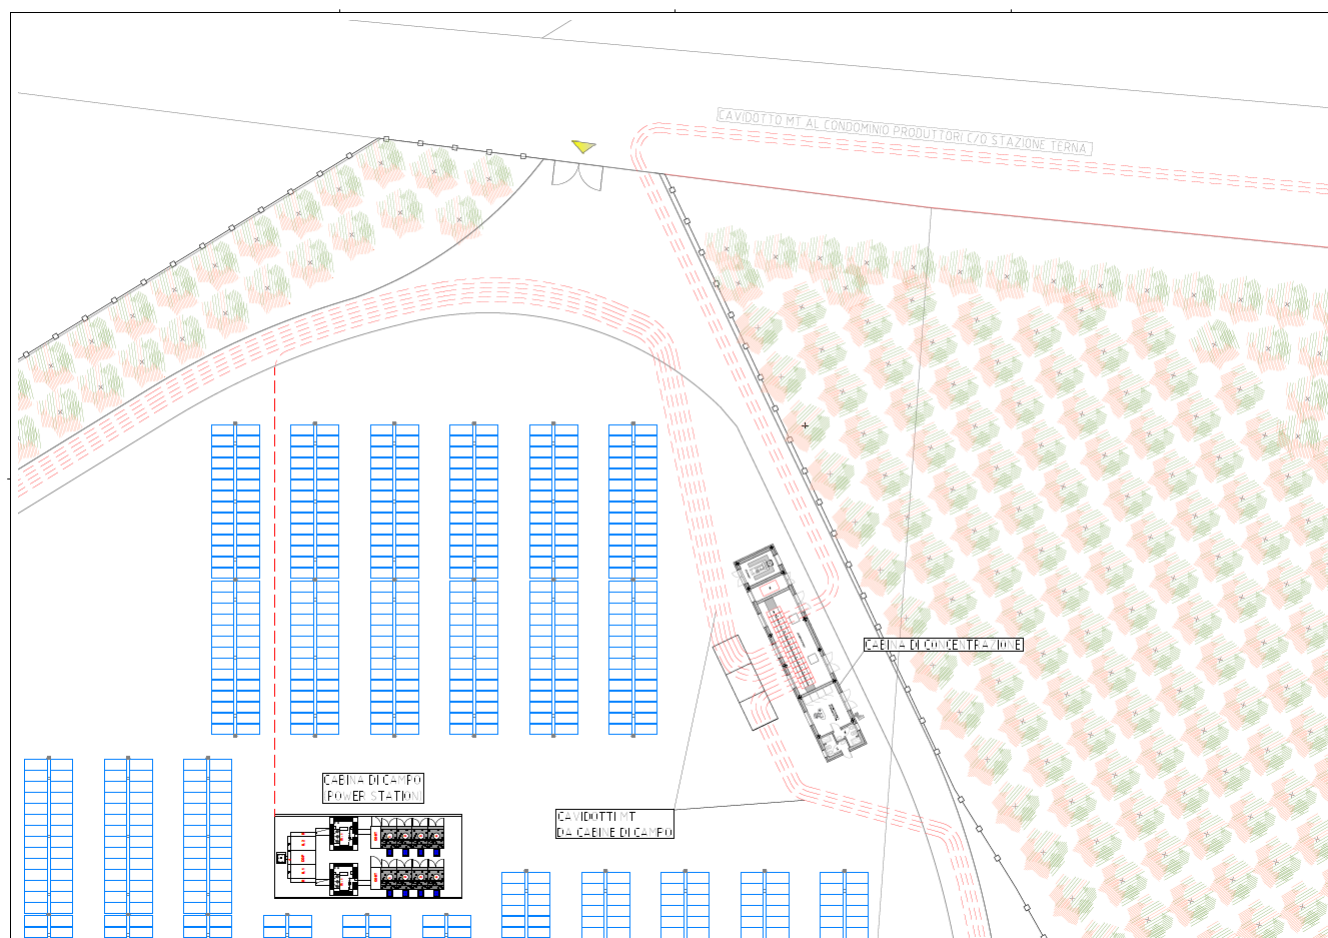 CAVIDOTTO MT AL CONDOMINIO PRODUTTORI C/O STAZIONE TERNA
CABINA DI CONCENTRAZIONE
CABINA DI CAMPO
(POWER STATION)
CAVIDOTTI MT
DA CABINE DI CAMPO